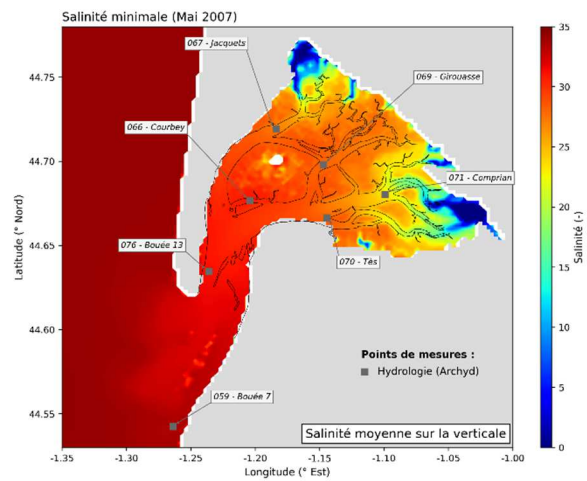 Salinité minimale (Mai 2007)
067 - Jacquets
069 - Girouasse
066 - Courbey
071 - Comprian
076 - Bouée 13
070 - Tès
Points de mesures :
Hydrologie (Archyd)
059 - Bouée 7
Salinité moyenne sur la verticale
44.75
44.70
44.65
44.60
44.55
Latitude (° Nord)
-1.35
-1.30
-1.25
-1.20
-1.15
-1.10
-1.05
-1.00
Longitude (° Est)
35
30
25
20
15
10
5
0
Salinité (-)